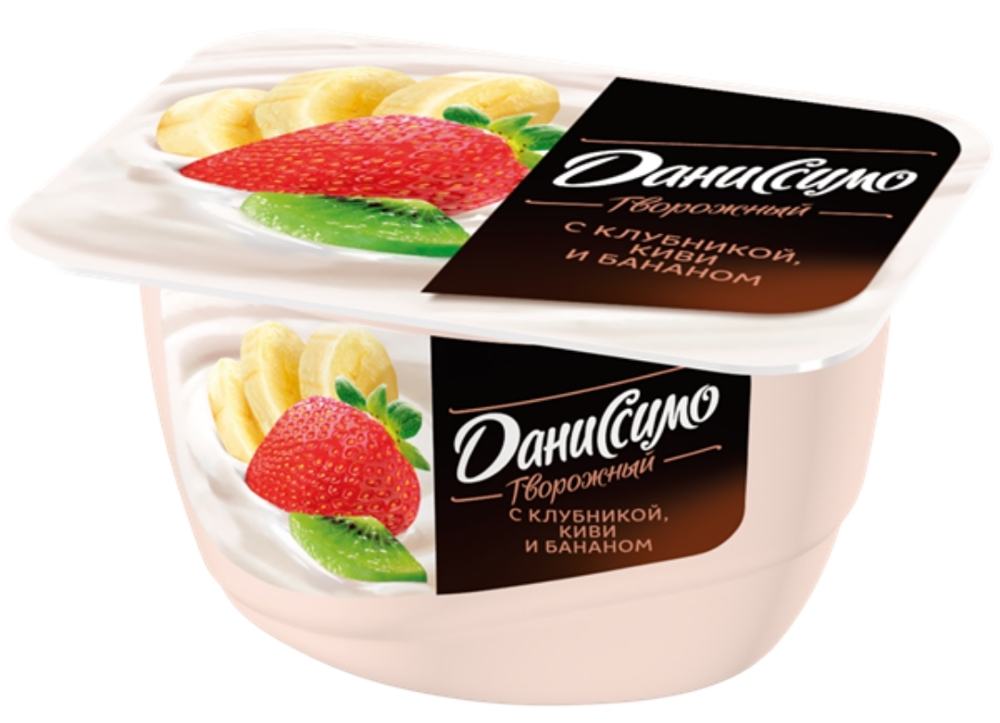 Даниссимо
Творожный
С КЛУБНИКОЙ,
КИВИ
И БАНАНОМ
Даниссимо
Творожный
С КЛУБНИКОЙ,
КИВИ
И БАНАНОМ